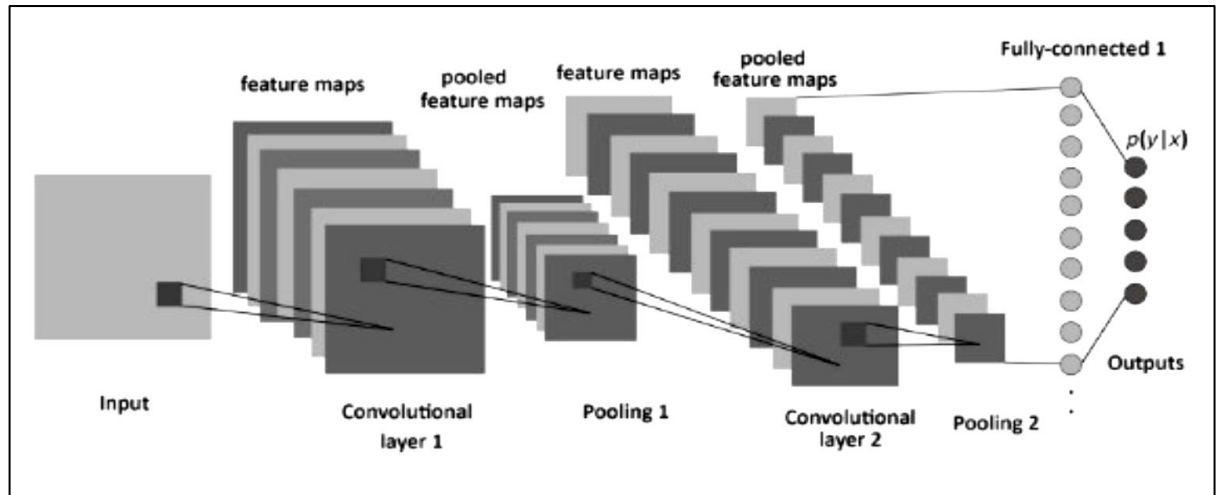 feature maps
pooled
feature maps
feature maps
pooled
feature maps
Fully-connected 1
p(y|x)
Input
Convolutional
layer 1
Pooling 1
Convolutional
layer 2
Pooling 2
Outputs